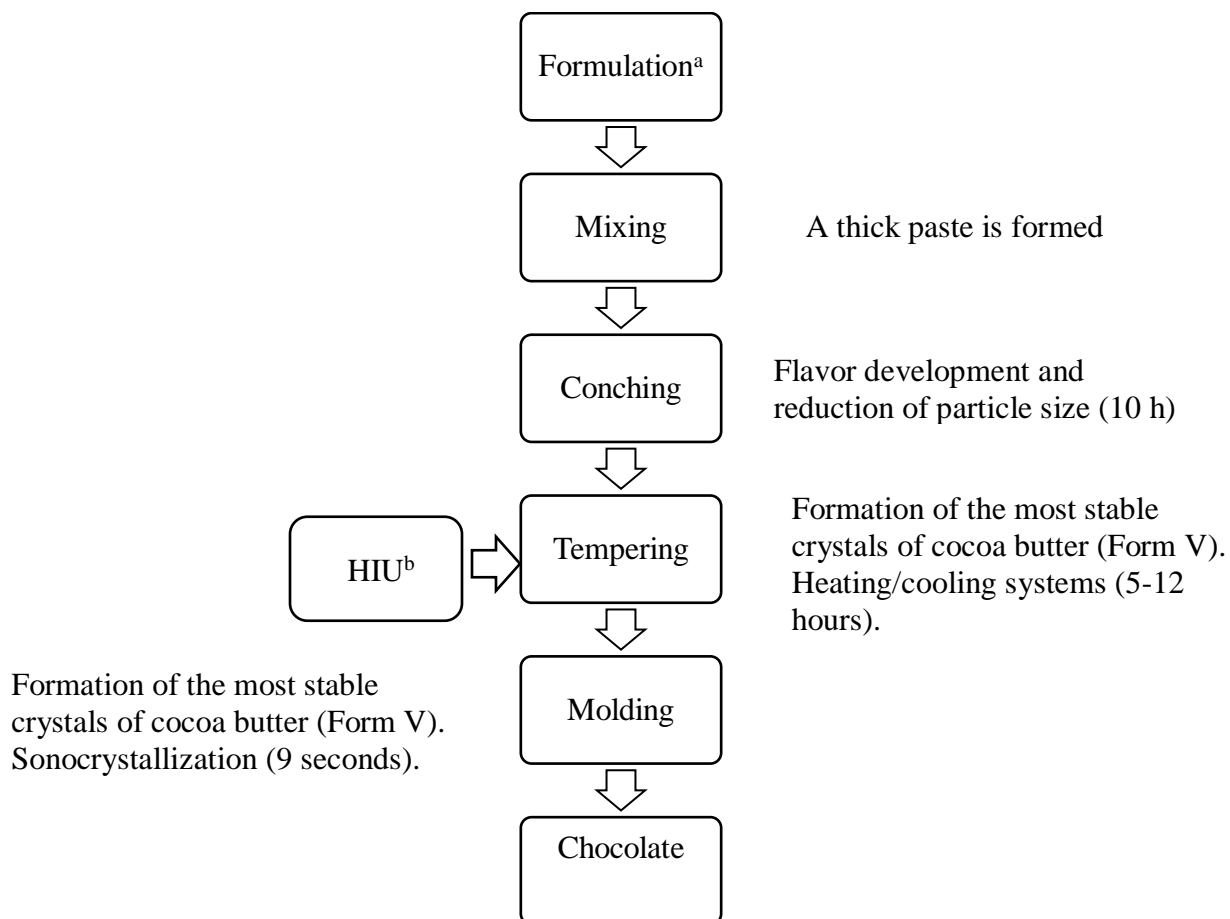 Formulationᵃ
Mixing
A thick paste is formed
Conching
Flavor development and
reduction of particle size (10 h)
HIUᵇ
Tempering
Formation of the most stable
crystals of cocoa butter (Form V).
Heating/cooling systems (5-12
hours).
Formation of the most stable
crystals of cocoa butter (Form V).
Sonocrystallization (9 seconds).
Molding
Chocolate